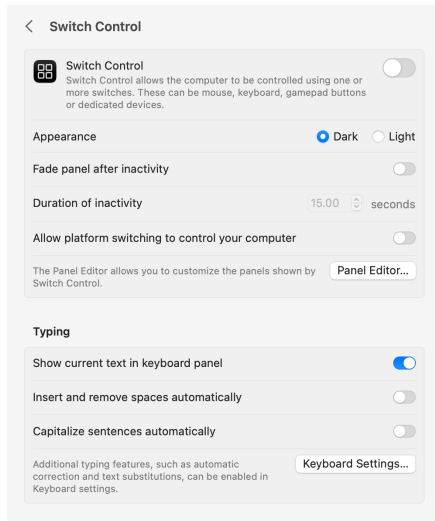 Switch Control
Switch Control
Switch Control allows the computer to be controlled using one or
more switches. These can be mouse, keyboard, gamepad buttons
or dedicated devices.
Appearance Dark Light
Fade panel after inactivity
Duration of inactivity 15.00 seconds
Allow platform switching to control your computer
The Panel Editor allows you to customize the panels shown by
Switch Control.
Panel Editor...
Typing
Show current text in keyboard panel
Insert and remove spaces automatically
Capitalize sentences automatically
Additional typing features, such as automatic
correction and text substitutions, can be enabled in
Keyboard settings.
Keyboard Settings...